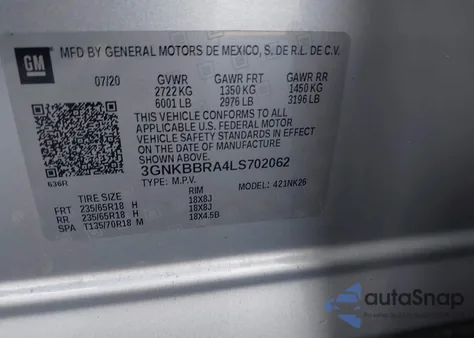 GM
MFD BY GENERAL MOTORS DE MEXICO, S. DE R.L. DE C.V.
07/20 GVWR GAWR FRT GAWR RR
2722 KG 1350 KG 1450 KG
6001 LB 2976 LB 3196 LB
THIS VEHICLE CONFORMS TO ALL
APPLICABLE U.S. FEDERAL MOTOR
VEHICLE SAFETY STANDARDS IN EFFECT
ON THE DATE OF MANUFACTURE
3GNKBBRA4LS702062
636R TYPE: M.P.V. MODEL: 421NK26
TIRE SIZE RIM
FRT 235/65R18 H 18X8J
RR 235/65R18 H 18X8J
SPA T135/70R18 M 18X4.5B
autoSnap